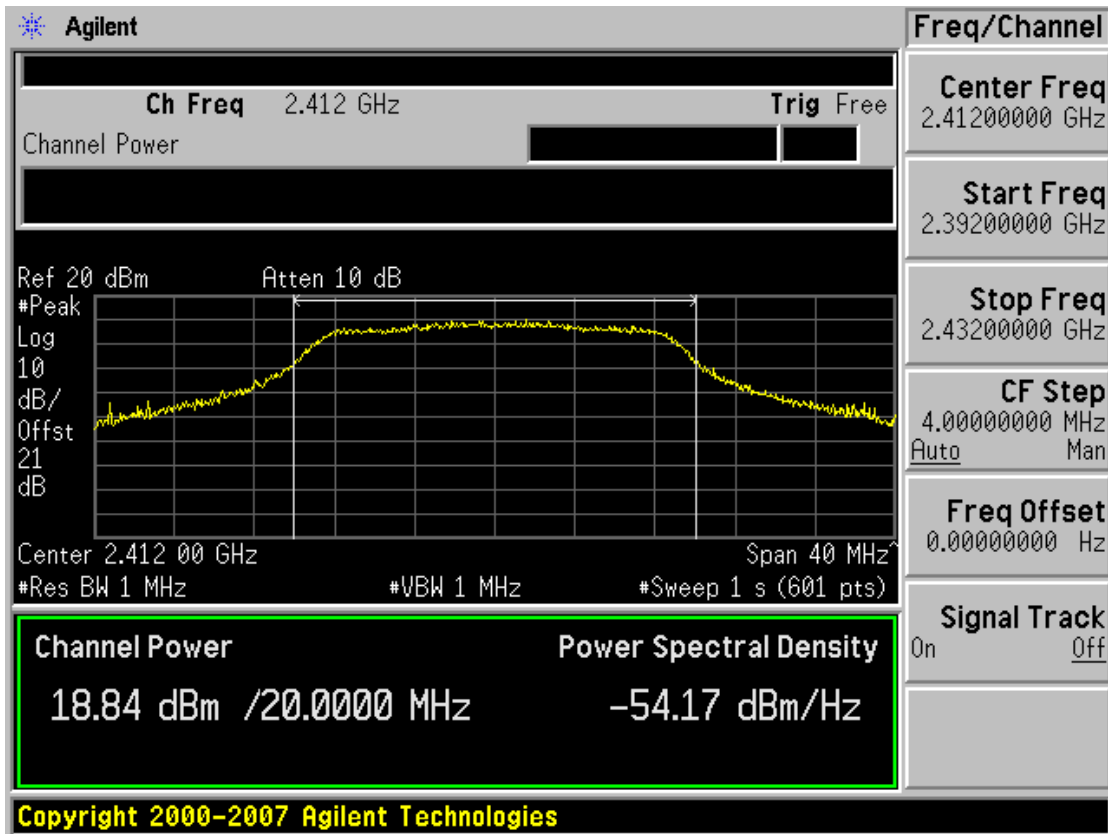 Agilent
Freq/Channel
Ch Freq 2.412 GHz Trig Free
Channel Power
Center Freq
2.41200000 GHz
Start Freq
2.39200000 GHz
Stop Freq
2.43200000 GHz
CF Step
4.00000000 MHz
Auto Man
Freq Offset
0.00000000 Hz
Signal Track
On Off
Ref 20 dBm Atten 10 dB
#Peak
Log
10
dB/
Offst
21
dB
Center 2.412 00 GHz Span 40 MHz^
#Res BW 1 MHz #VBW 1 MHz #Sweep 1 s (601 pts)
Channel Power Power Spectral Density
18.84 dBm /20.0000 MHz -54.17 dBm/Hz
Copyright 2000-2007 Agilent Technologies